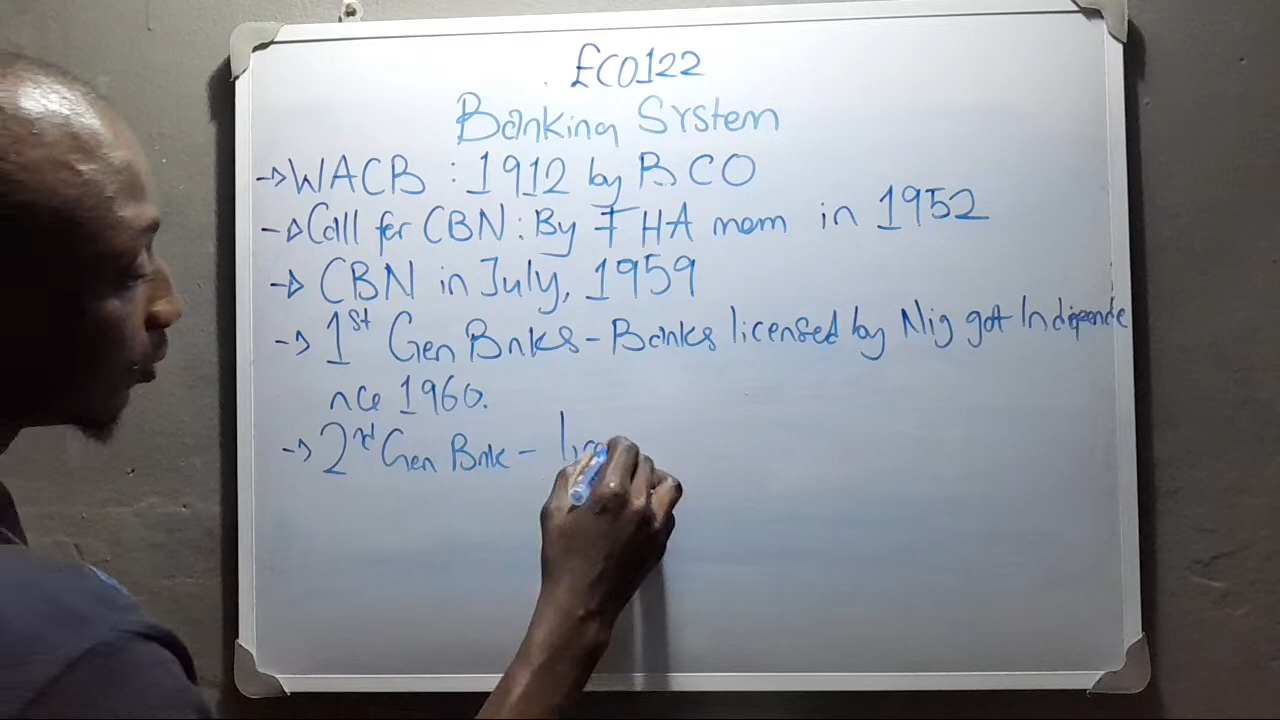 ECO122
Banking System
→WACB : 1912 by BCO
→Call for CBN: By FHA mem in 1952
→ CBN in July, 1959
→ 1st Gen Bnks - Banks licensed by Nig got Independe
nce 1960.
→ 2nd Gen Bnk - lice